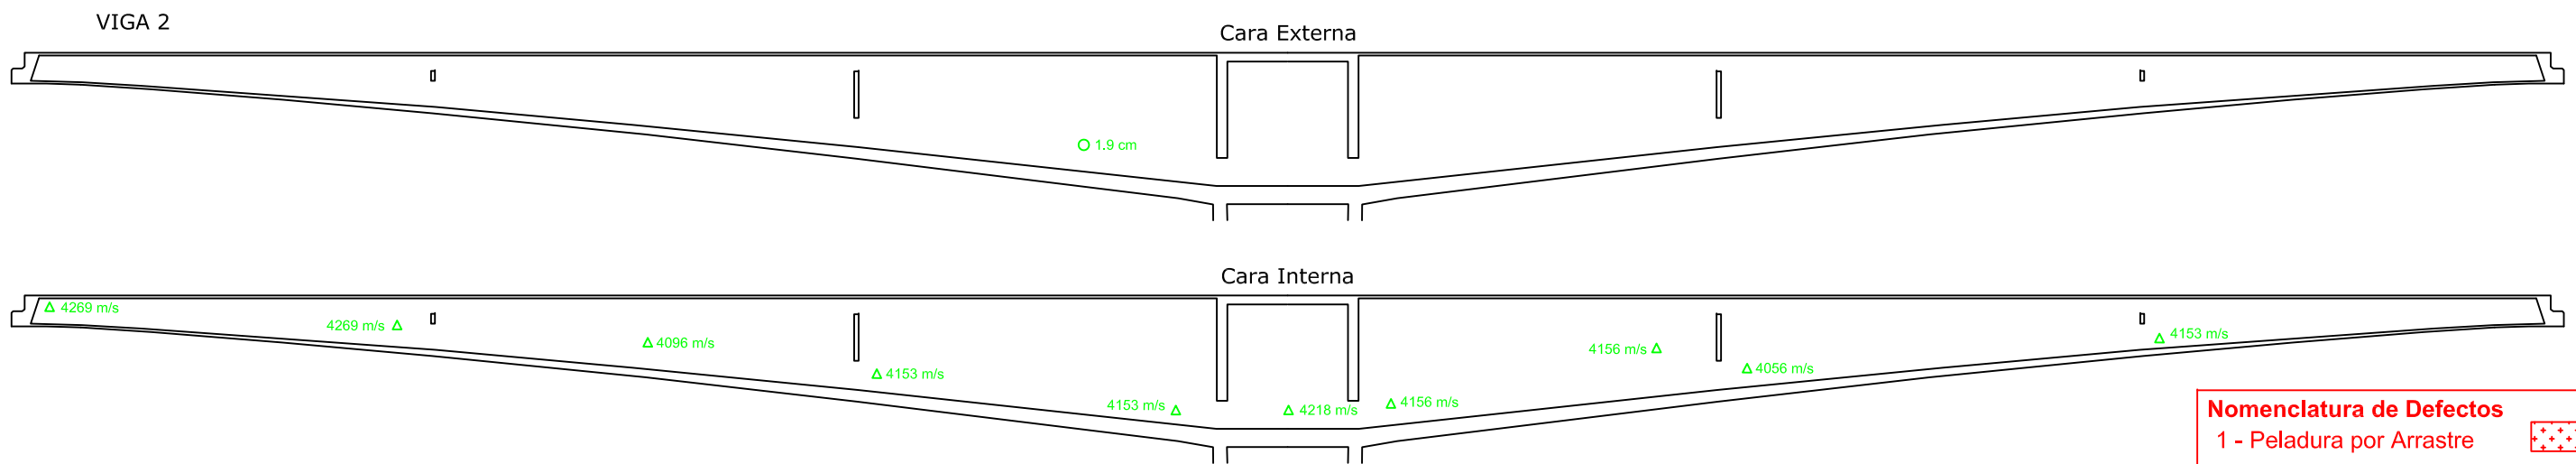 VIGA 2
Cara Externa
1.9 cm
Cara Interna
4269 m/s
4269 m/s
4096 m/s
4153 m/s
4153 m/s
4218 m/s
4156 m/s
4156 m/s
4056 m/s
4153 m/s
Nomenclatura de Defectos
1 - Peladura por Arrastre